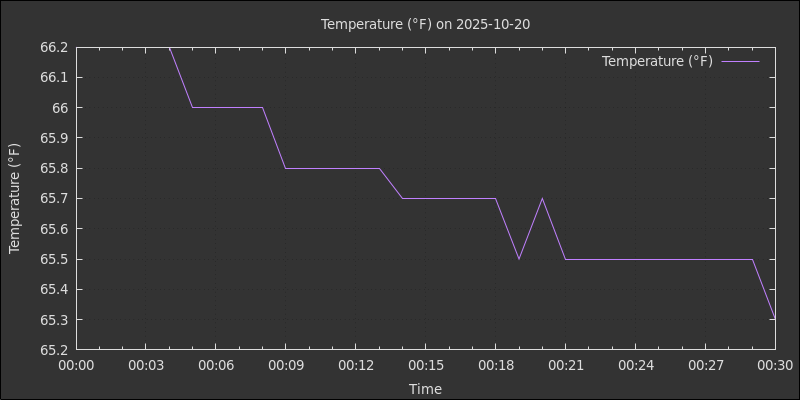 Temperature (°F) on 2025-10-20
Temperature (°F)
66.2
66.1
66
65.9
65.8
65.7
65.6
65.5
65.4
65.3
65.2
Temperature (°F)
00:00 00:03 00:06 00:09 00:12 00:15 00:18 00:21 00:24 00:27 00:30
Time